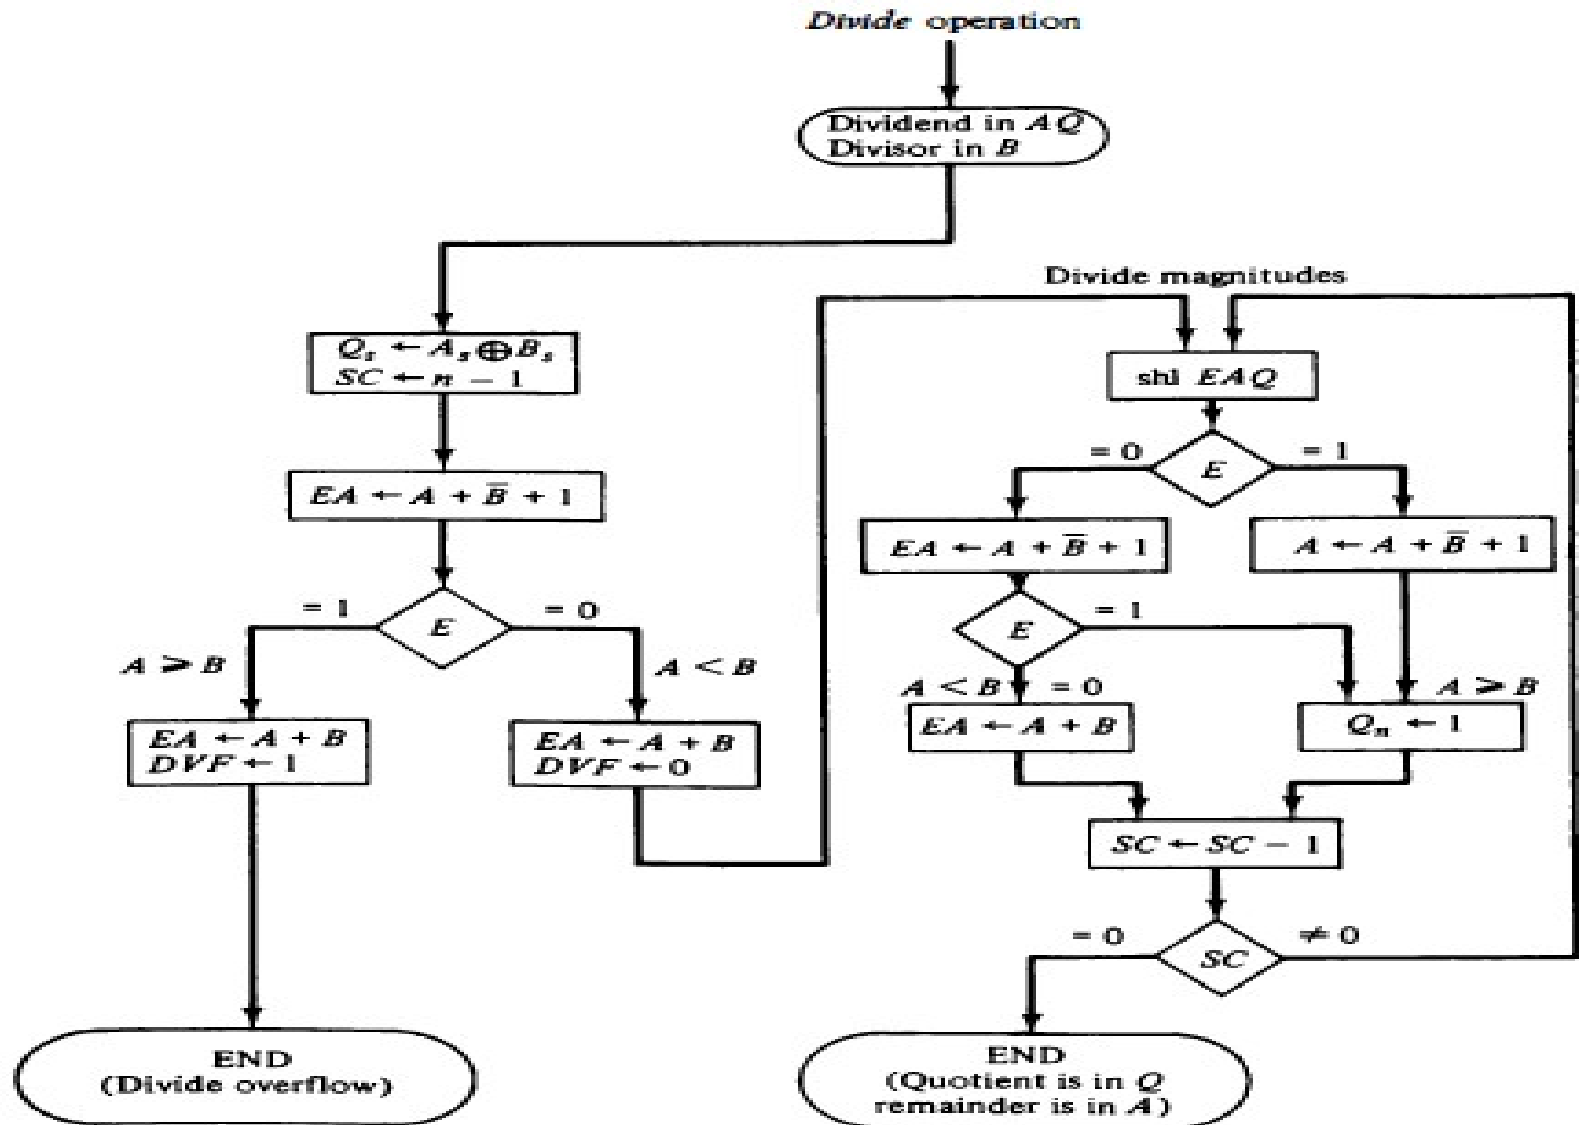 Divide operation
Dividend in AQ
Divisor in B
Qₛ ← Aₛ ⊕ Bₛ
SC ← n − 1
EA ← A + B̅ + 1
E
= 1
= 0
A ⩾ B
A < B
EA ← A + B
DVF ← 1
EA ← A + B
DVF ← 0
END
(Divide overflow)
Divide magnitudes
shl EAQ
E
= 0
= 1
EA ← A + B̅ + 1
A ← A + B̅ + 1
E
= 1
A < B
= 0
A ⩾ B
EA ← A + B
Qₙ ← 1
SC ← SC − 1
SC
= 0
≠ 0
END
(Quotient is in Q
remainder is in A)